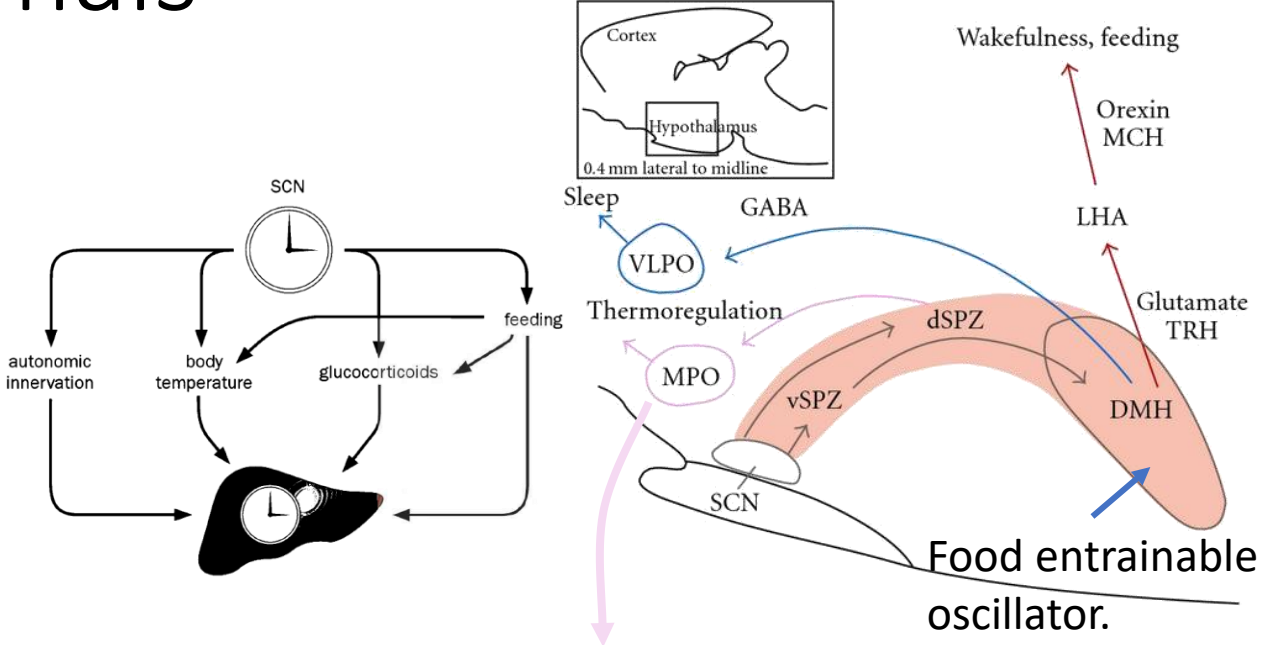 SCN
feeding
autonomic
innervation
body
temperature
glucocorticoids
Cortex
Hypothalamus
0.4 mm lateral to midline
Wakefulness, feeding
Orexin
MCH
LHA
Glutamate
TRH
Sleep
GABA
VLPO
Thermoregulation
MPO
dSPZ
vSPZ
DMH
SCN
Food entrainable
oscillator.